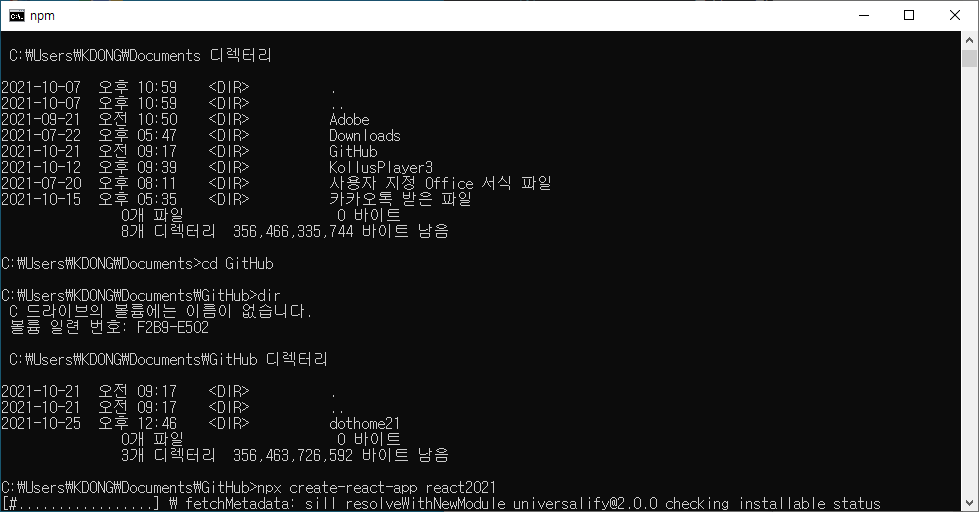 npm
C:₩Users₩KDONG₩Documents 디렉터리
2021-10-07 오후 10:59 <DIR> .
2021-10-07 오후 10:59 <DIR> ..
2021-09-21 오전 10:50 <DIR> Adobe
2021-07-22 오후 05:47 <DIR> Downloads
2021-10-21 오전 09:17 <DIR> GitHub
2021-10-12 오후 09:39 <DIR> KollusPlayer3
2021-07-20 오후 08:11 <DIR> 사용자 지정 Office 서식 파일
2021-10-15 오후 05:35 <DIR> 카카오톡 받은 파일
0개 파일 0 바이트
8개 디렉터리 356,466,335,744 바이트 남음
C:₩Users₩KDONG₩Documents>cd GitHub
C:₩Users₩KDONG₩Documents₩GitHub>dir
C 드라이브의 볼륨에는 이름이 없습니다.
볼륨 일련 번호: F2B9-E502
C:₩Users₩KDONG₩Documents₩GitHub 디렉터리
2021-10-21 오전 09:17 <DIR> .
2021-10-21 오전 09:17 <DIR> ..
2021-10-25 오후 12:46 <DIR> dothome21
0개 파일 0 바이트
3개 디렉터리 356,463,726,592 바이트 남음
C:₩Users₩KDONG₩Documents₩GitHub>npx create-react-app react2021
[#.................] ₩ fetchMetadata: sill resolveWithNewModule universalify@2.0.0 checking installable status